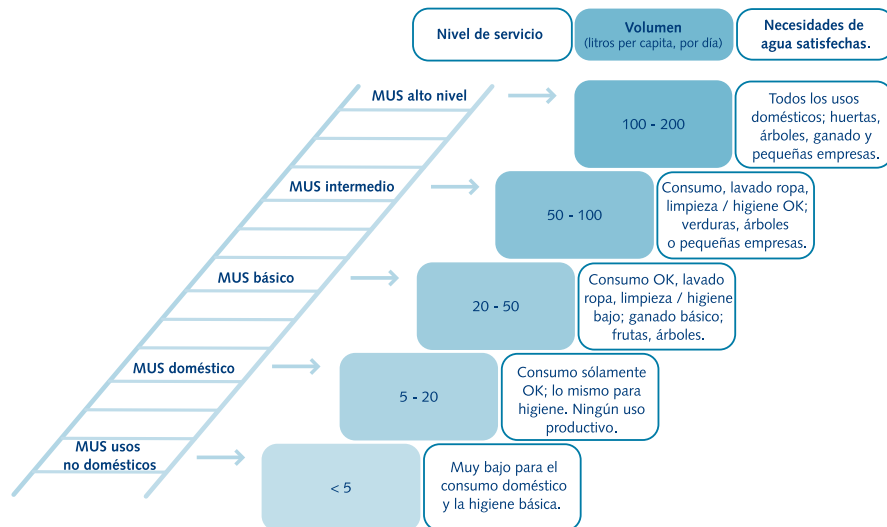 Nivel de servicio
Volumen
(litros per capita, por día)
Necesidades de
agua satisfechas.
MUS alto nivel
100 - 200
Todos los usos
domésticos; huertas,
árboles, ganado y
pequeñas empresas.
MUS intermedio
50 - 100
Consumo, lavado ropa,
limpieza / higiene OK;
verduras, árboles
o pequeñas empresas.
MUS básico
20 - 50
Consumo OK, lavado
ropa, limpieza / higiene
bajo; ganado básico;
frutas, árboles.
MUS doméstico
5 - 20
Consumo sólamente
OK; lo mismo para
higiene. Ningún uso
productivo.
MUS usos
no domésticos
< 5
Muy bajo para el
consumo doméstico
y la higiene básica.